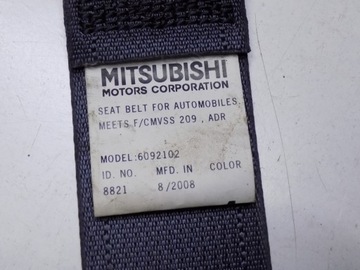 MITSUBISHI
MOTORS CORPORATION
SEAT BELT FOR AUTOMOBILES
MEETS F/CMVSS 209 , ADR
MODEL:6092102
ID. NO. MFD. IN COLOR
8821 8/2008